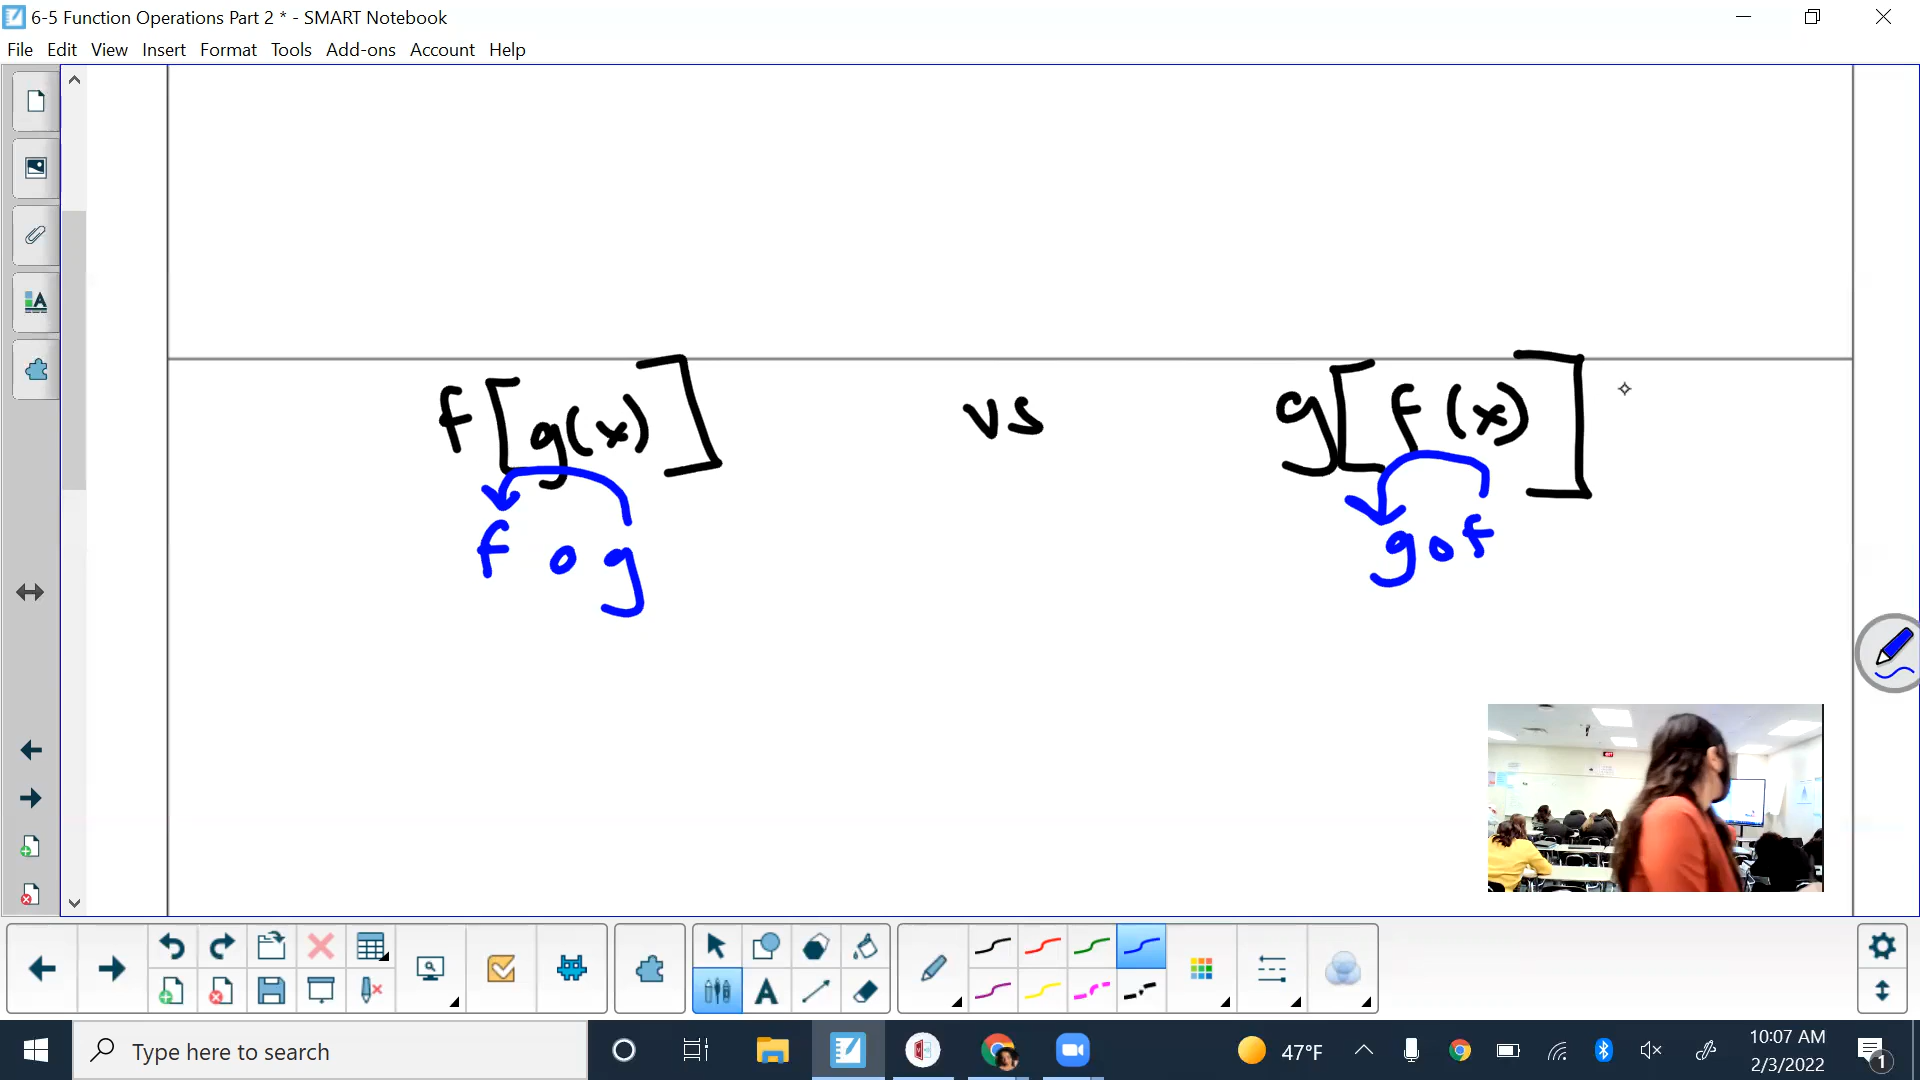 6-5 Function Operations Part 2 * - SMART Notebook
File Edit View Insert Format Tools Add-ons Account Help
f[g(x)] vs g[f(x)]
f o g g o f
Type here to search
47°F
10:07 AM
2/3/2022
1